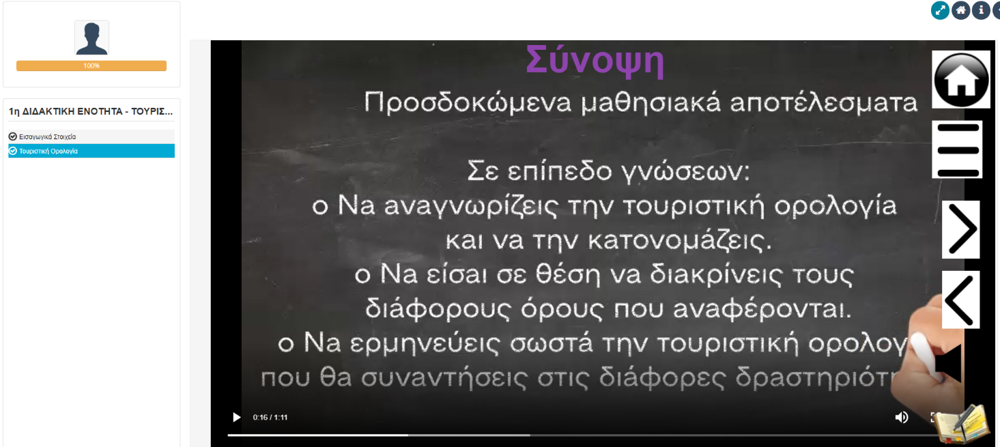 100%
1η ΔΙΔΑΚΤΙΚΗ ΕΝΟΤΗΤΑ - ΤΟΥΡΙΣ...
Εισαγωγικά Στοιχεία
Τουριστική Ορολογία
Σύνοψη
Προσδοκώμενα μαθησιακά αποτέλεσματα
Σε επίπεδο γνώσεων:
o Να αναγνωρίζεις την τουριστική ορολογία
και να την κατονομάζεις.
o Να είσαι σε θέση να διακρίνεις τους
διάφορους όρους που αναφέρονται.
o Να ερμηνεύεις σωστά την τουριστική ορολογ
που θα συναντήσεις στις διάφορες δραστηριότ
0:16 / 1:11